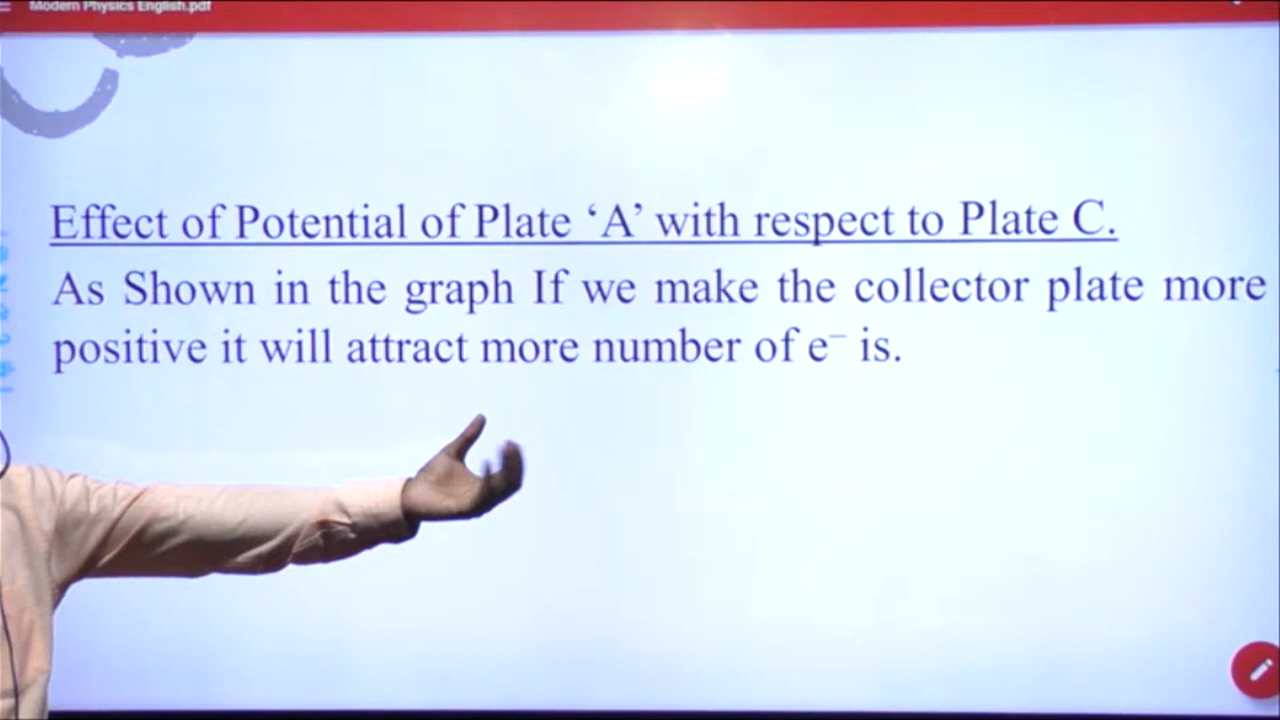 Modern Physics English.pdf
Effect of Potential of Plate ‘A’ with respect to Plate C.
As Shown in the graph If we make the collector plate more
positive it will attract more number of e⁻ is.